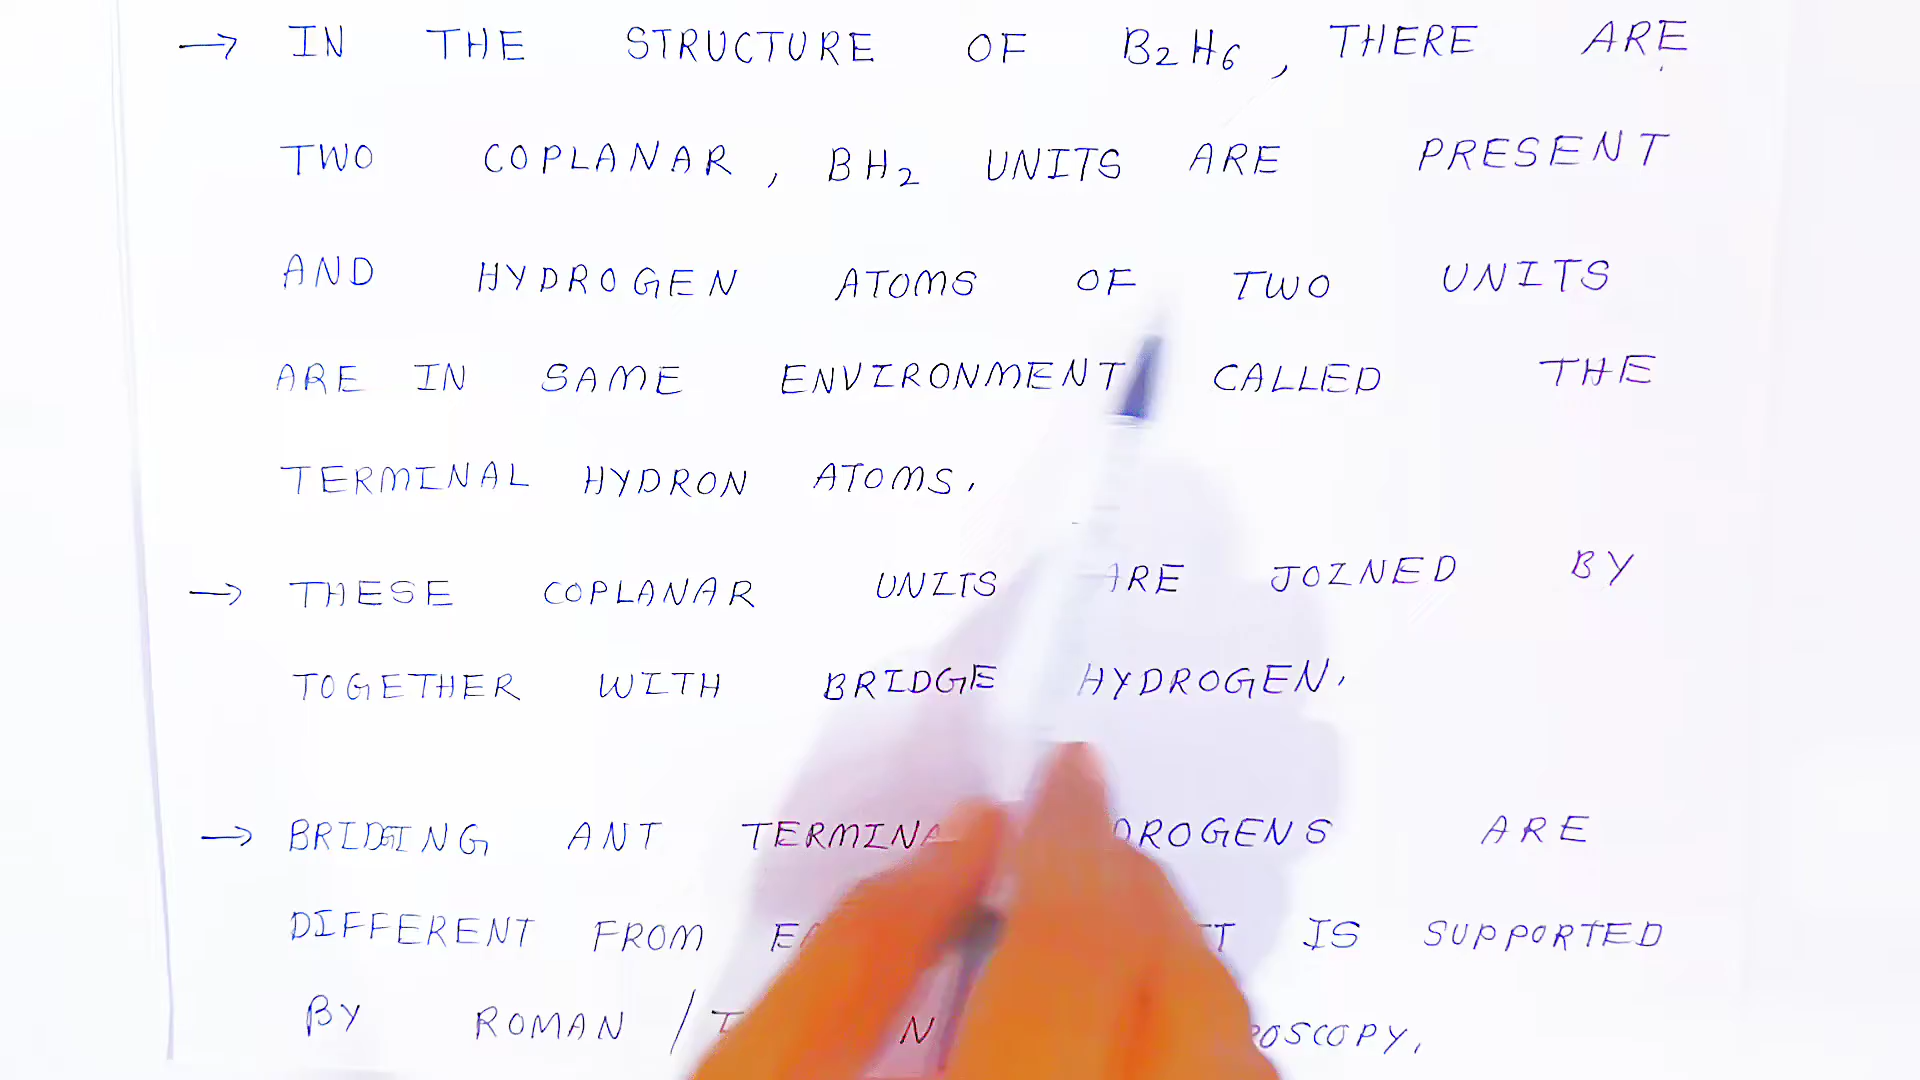 → IN THE STRUCTURE OF B2H6, THERE ARE
TWO COPLANAR, BH2 UNITS ARE PRESENT
AND HYDROGEN ATOMS OF TWO UNITS
ARE IN SAME ENVIRONMENT CALLED THE
TERMINAL HYDRON ATOMS.
→ THESE COPLANAR UNITS ARE JOINED BY
TOGETHER WITH BRIDGE HYDROGEN.
→ BRIDGING ANT ARE
DIFFERENT FROM IS SUPPORTED
BY ROMAN /